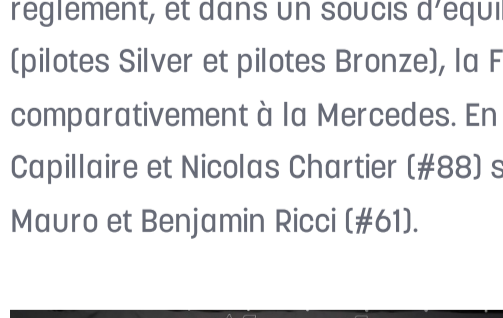 règlement, et dans un soucis d'équi
(pilotes Silver et pilotes Bronze), la F
comparativement à la Mercedes. En
Capillaire et Nicolas Chartier (#88) s
Mauro et Benjamin Ricci (#61).